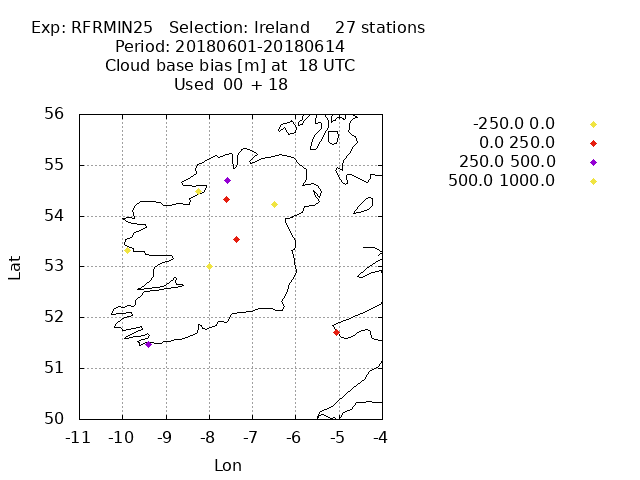 Exp: RFRMIN25 Selection: Ireland 27 stations
Period: 20180601-20180614
Cloud base bias [m] at 18 UTC
Used 00 + 18
-250.0 0.0
0.0 250.0
250.0 500.0
500.0 1000.0
56
55
54
53
52
51
50
Lat
-11 -10 -9 -8 -7 -6 -5 -4
Lon